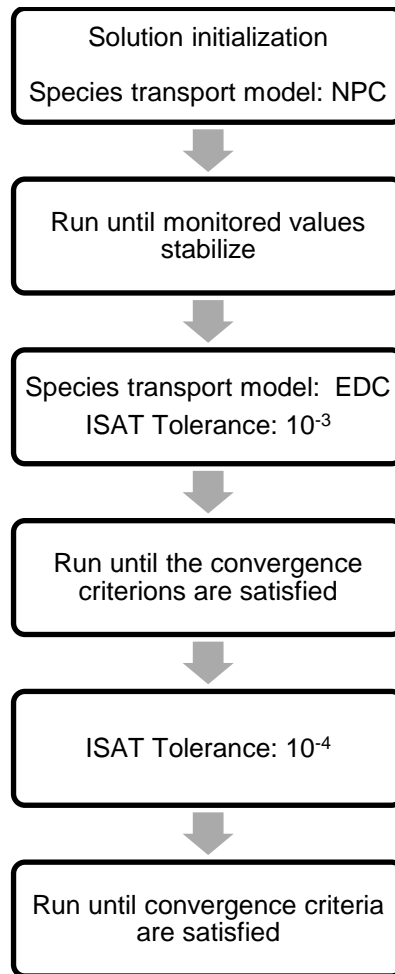 Solution initialization
Species transport model: NPC
Run until monitored values
stabilize
Species transport model:  EDC
ISAT Tolerance: 10⁻³
Run until the convergence
criterions are satisfied
ISAT Tolerance: 10⁻⁴
Run until convergence criteria
are satisfied